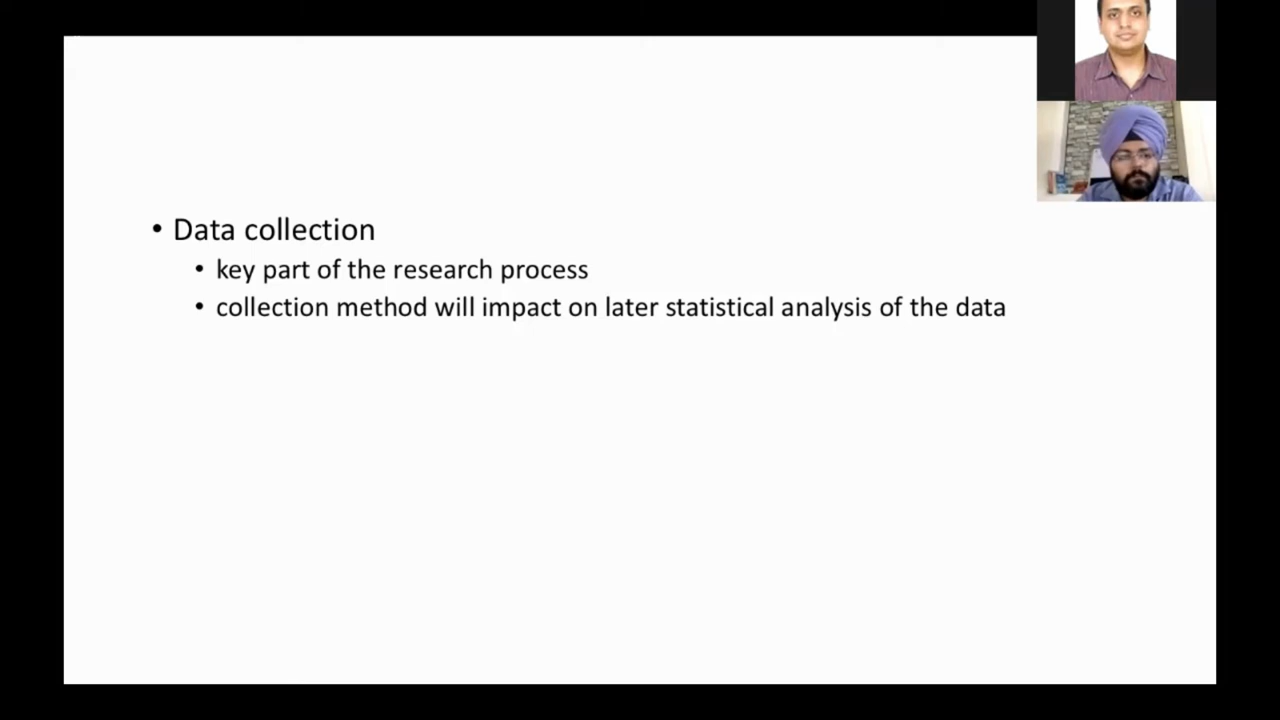 • Data collection
• key part of the research process
• collection method will impact on later statistical analysis of the data